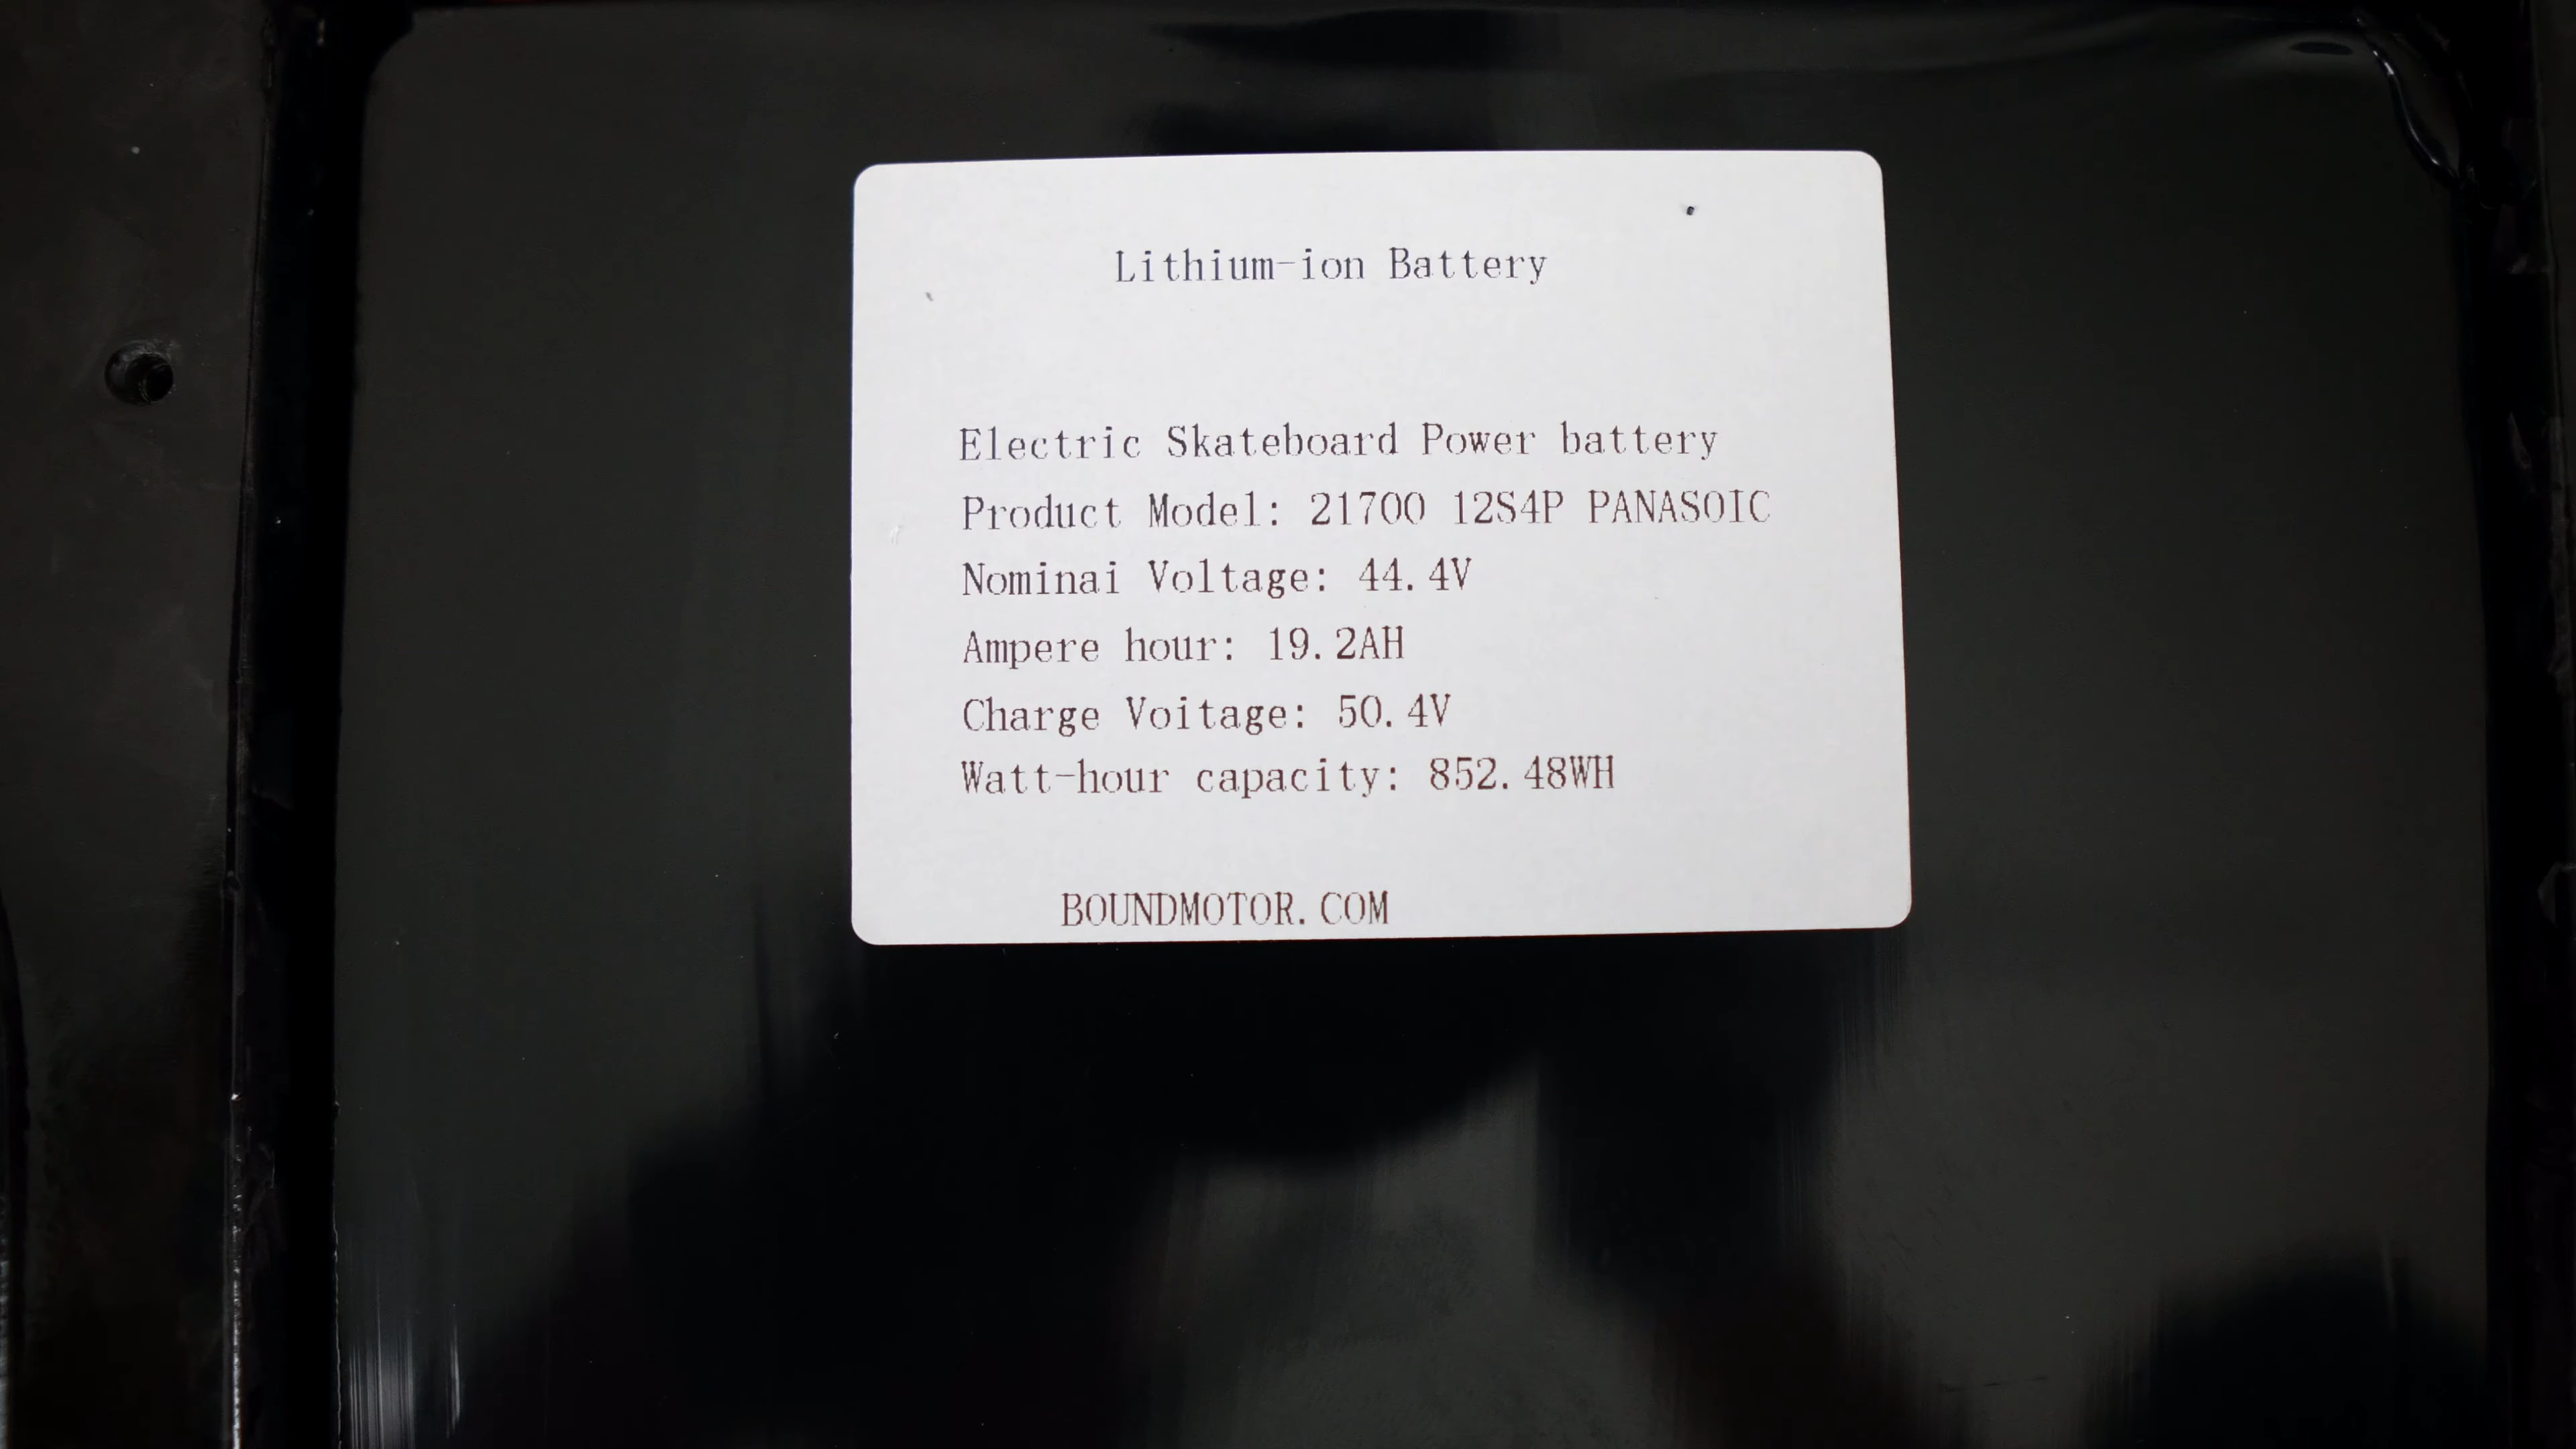 Lithium-ion Battery
Electric Skateboard Power battery
Product Model: 21700 12S4P PANASOIC
Nominai Voltage: 44.4V
Ampere hour: 19.2AH
Charge Voitage: 50.4V
Watt-hour capacity: 852.48WH
BOUNDMOTOR.COM